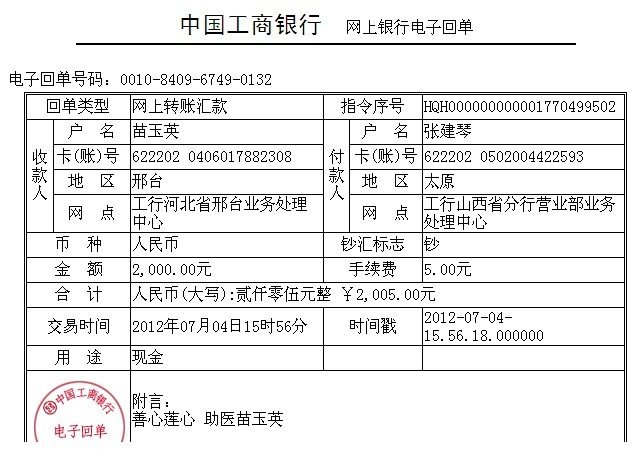 中国工商银行 网上银行电子回单
电子回单号码：0010-8409-6749-0132
回单类型 网上转账汇款 指令序号 HQH000000000001770499502
收款人 付款人
户 名 苗玉英 户 名 张建琴
卡(账)号 622202 0406017882308 卡(账)号 622202 0502004422593
地 区 邢台 地 区 太原
网 点 工行河北省邢台业务处理 网 点 工行山西省分行营业部业务
中心 处理中心
币 种 人民币 钞汇标志 钞
金 额 2,000.00元 手续费 5.00元
合 计 人民币(大写):贰仟零伍元整 ￥2,005.00元
交易时间 2012年07月04日15时56分 时间戳 2012-07-04-
15.56.18.000000
用 途 现金
中国工商银行
电子回单
附言：
善心莲心 助医苗玉英